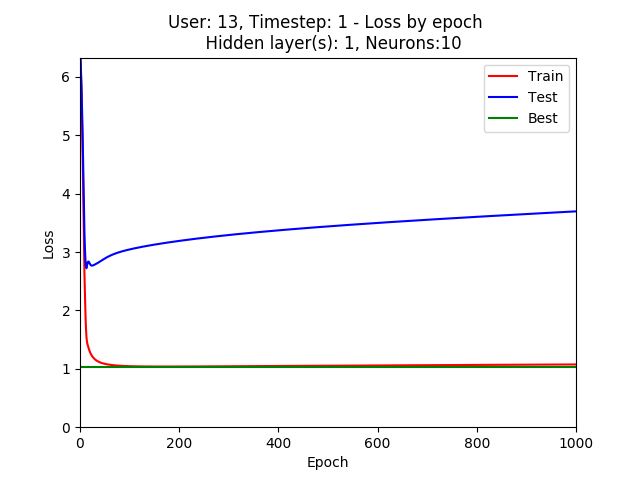 User: 13, Timestep: 1 - Loss by epoch
Hidden layer(s): 1, Neurons:10
Train
Test
Best
Loss
6
5
4
3
2
1
0
0 200 400 600 800 1000
Epoch